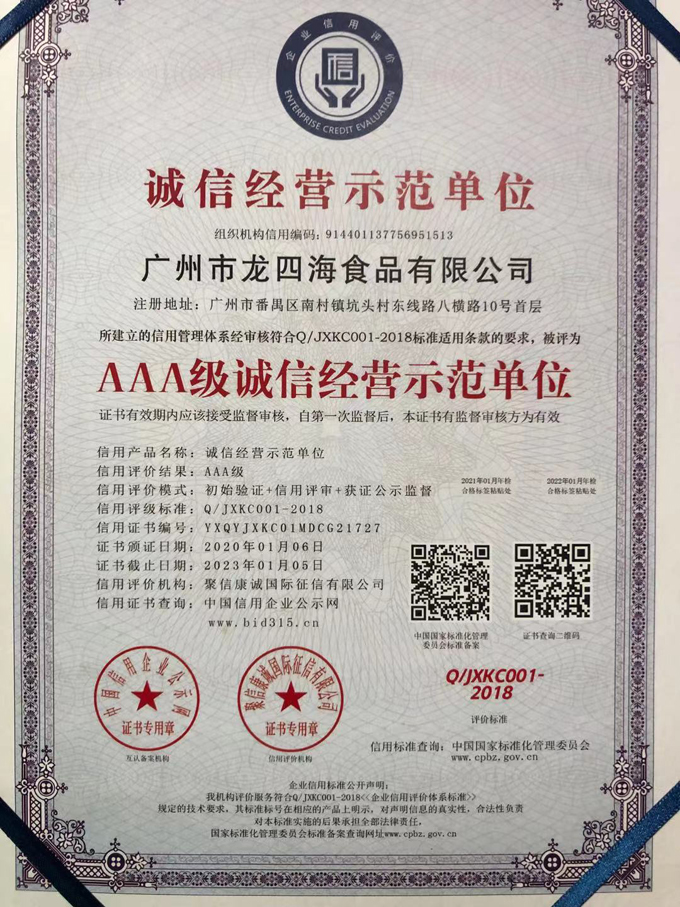 企业信用评价
信
ENTERPRISE CREDIT EVALUATION
诚信经营示范单位
组织机构信用编码：914401137756951513
广州市龙四海食品有限公司
注册地址：广州市番禺区南村镇坑头村东线路八横路10号首层
所建立的信用管理体系经审核符合Q/JXKC001-2018标准适用条款的要求，被评为
AAA级诚信经营示范单位
证书有效期内应该接受监督审核，自第一次监督后，本证书有监督审核方为有效
信用产品名称：诚信经营示范单位
信用评价结果：AAA级
信用评价模式：初始验证+信用评审+获证公示监督
信用评级标准：Q/JXKC001-2018
信用证书编号：YXQYJXKC01MDCG21727
证书颁证日期：2020年01月06日
证书截止日期：2023年01月05日
信用评价机构：聚信康诚国际征信有限公司
信用证书查询：中国信用企业公示网
www.bid315.cn
2021年01月年检
合格标签粘贴处
2022年01月年检
合格标签粘贴处
中国国家标准化管理
委员会标准备案
证书查询二维码
中国信用企业公示网
证书专用章
互认备案机构
聚信康诚国际征信有限公司
证书专用章
信用评价机构
Q/JXKC001-
2018
评价标准
信用标准查询：中国国家标准化管理委员会
www.cpbz.gov.cn
企业信用标准公开声明：
我机构评价服务符合Q/JXKC001-2018<<企业信用评价体系标准>>
规定的技术要求，其标准标号在相应的产品上明示，对声明信息的真实性，合法性负责
对本标准实施的后果承担全部法律责任，
国家标准化管理委员会标准备案查询网址www.cpbz.gov.cn